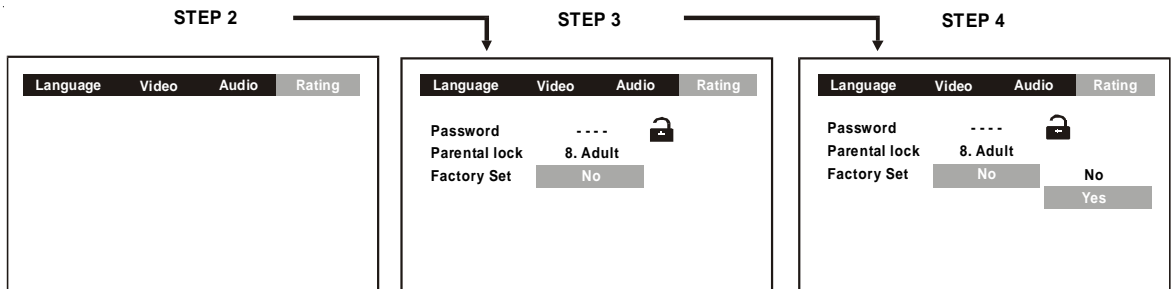 STEP 2
STEP 3
STEP 4
Language Video Audio Rating
Language Video Audio Rating
Password - - - -
Parental lock 8. Adult
Factory Set No
Language Video Audio Rating
Password - - - -
Parental lock 8. Adult
Factory Set No No
Yes